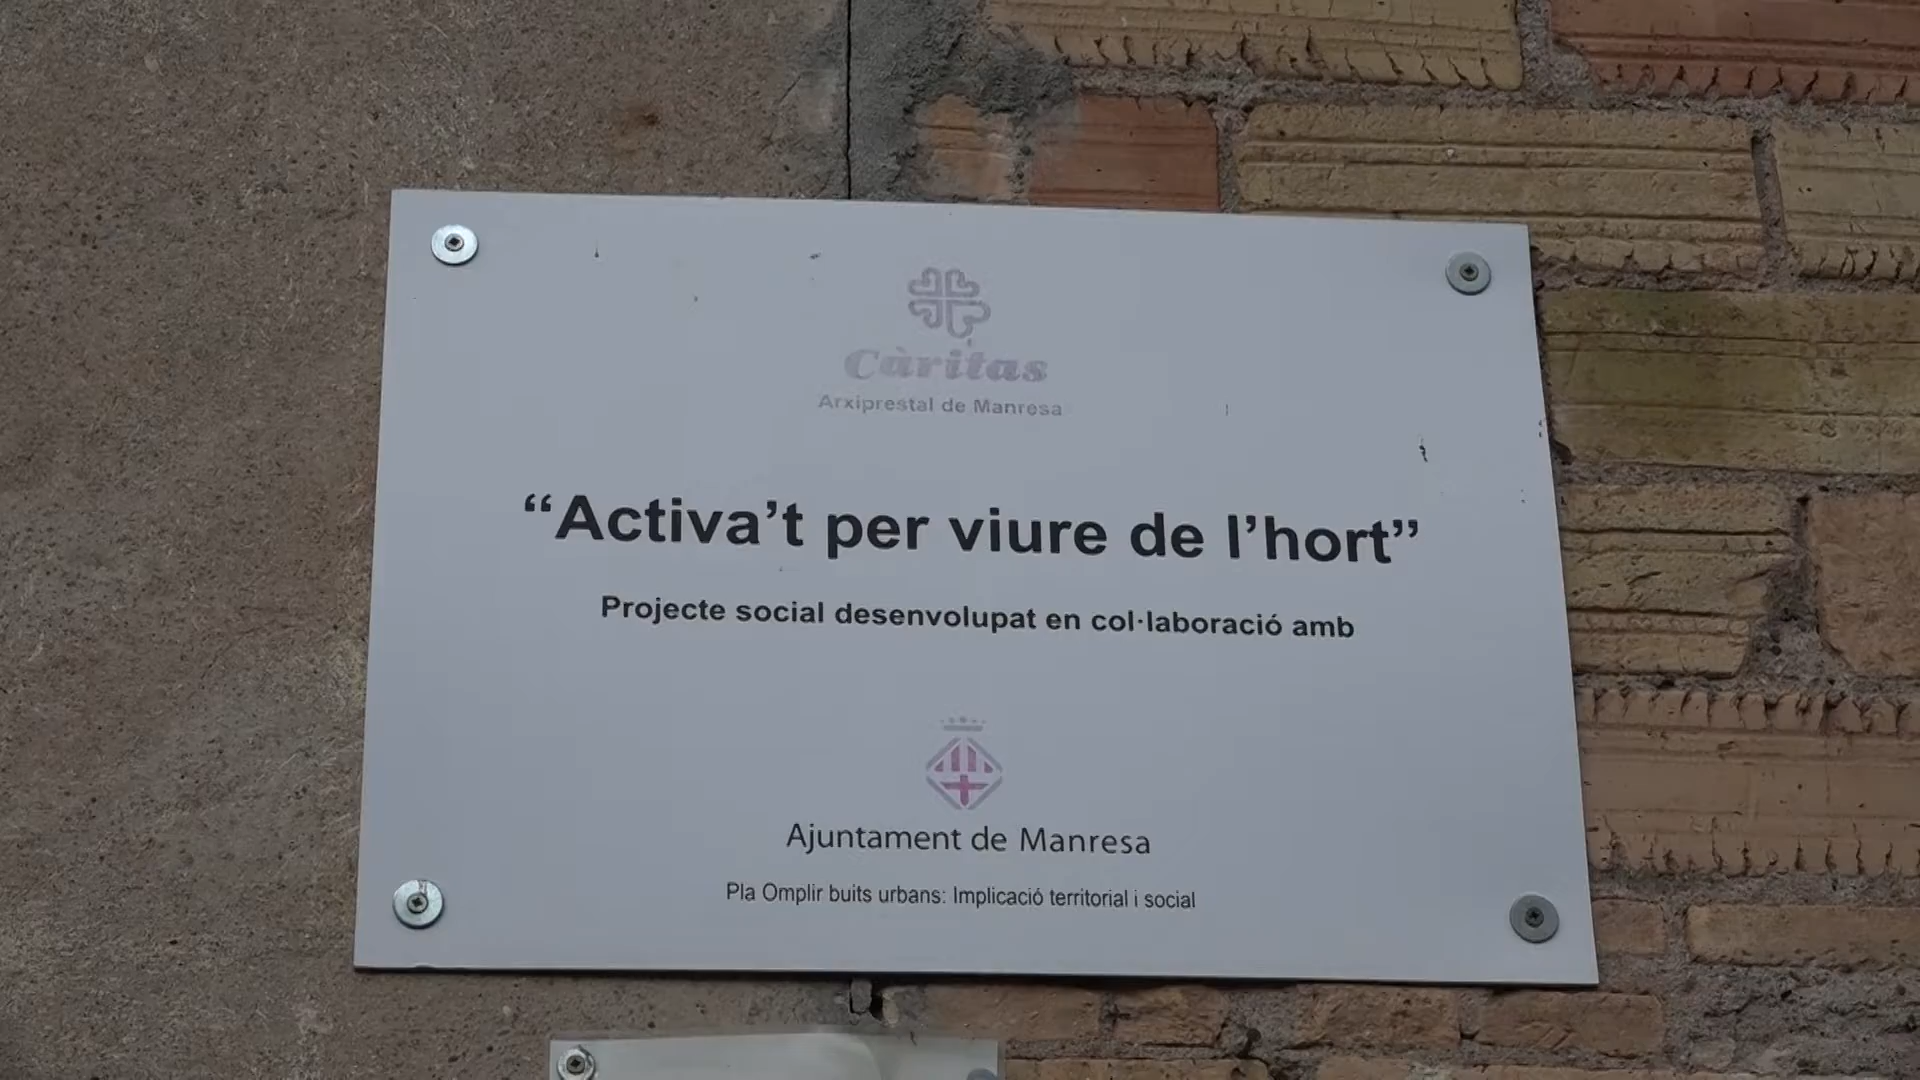 Càritas
Arxiprestal de Manresa
“Activa’t per viure de l’hort”
Projecte social desenvolupat en col·laboració amb
Ajuntament de Manresa
Pla Omplir buits urbans: Implicació territorial i social